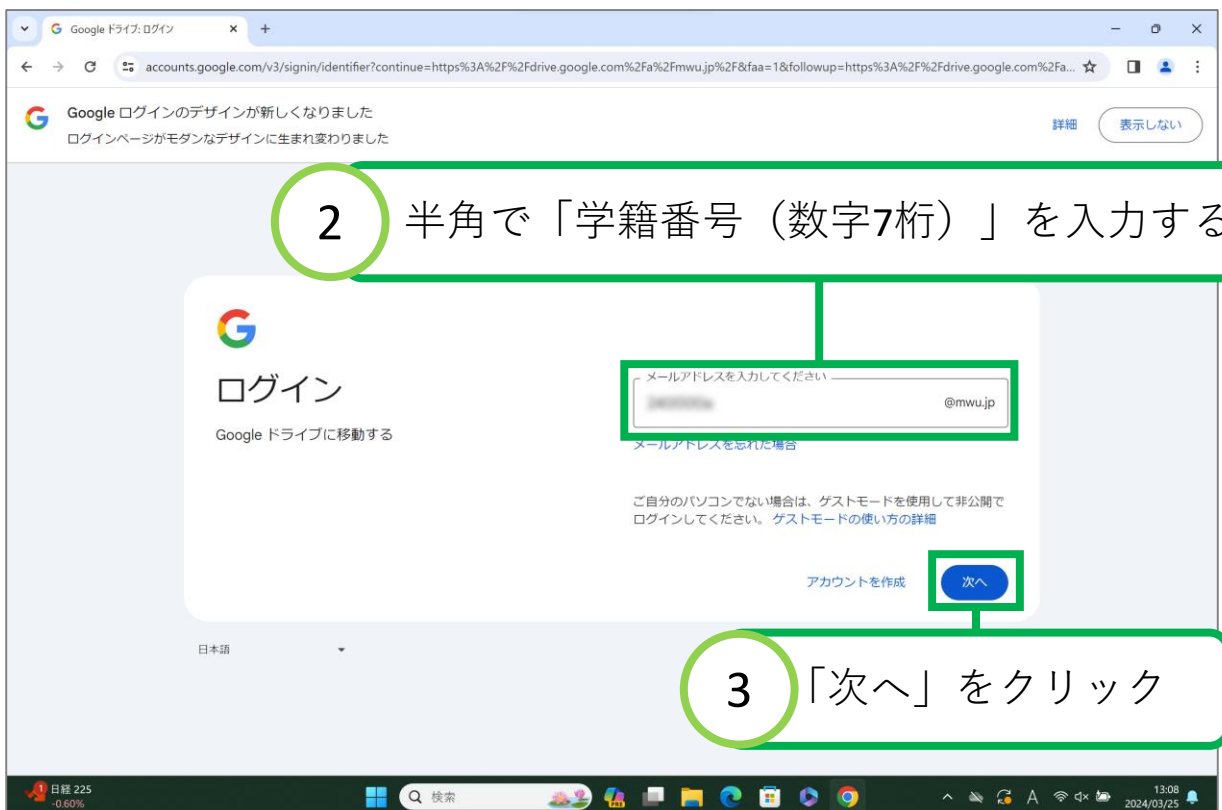 Google ドライブ: ログイン
accounts.google.com/v3/signin/identifier?continue=https%3A%2F%2Fdrive.google.com%2Fa%2Fmwu.jp%2F&faa=1&followup=https%3A%2F%2Fdrive.google.com%2Fa...
Google ログインのデザインが新しくなりました
ログインページがモダンなデザインに生まれ変わりました
詳細
表示しない
2 半角で「学籍番号（数字7桁）」を入力する
ログイン
Google ドライブに移動する
メールアドレスを入力してください
@mwu.jp
メールアドレスを忘れた場合
ご自分のパソコンでない場合は、ゲストモードを使用して非公開で
ログインしてください。 ゲストモードの使い方の詳細
アカウントを作成
次へ
日本語
3 「次へ」をクリック
1
日経 225
-0.60%
検索
PRE
A
13:08
2024/03/25